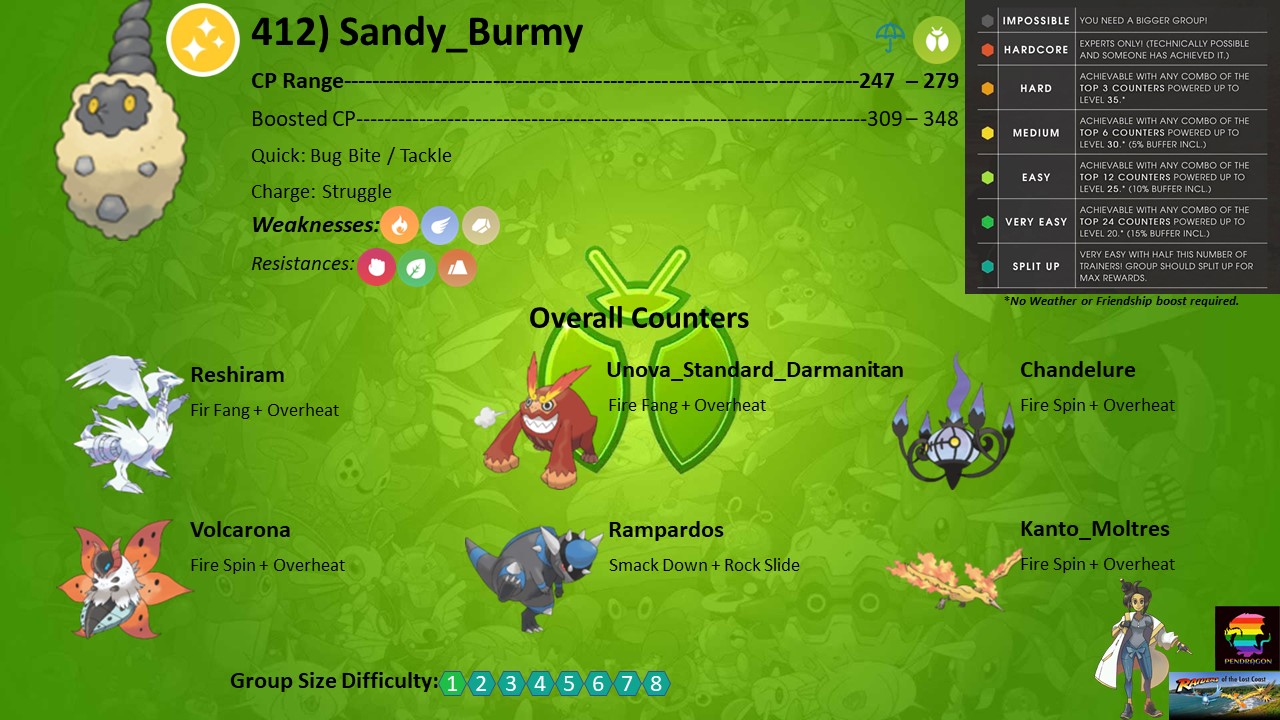 412) Sandy_Burmy
CP Range--------------------------------------------------------------------------247 – 279
Boosted CP-------------------------------------------------------------------------309 – 348
Quick: Bug Bite / Tackle
Charge: Struggle
Weaknesses:
Resistances:
IMPOSSIBLE YOU NEED A BIGGER GROUP!
HARDCORE EXPERTS ONLY! (TECHNICALLY POSSIBLE
AND SOMEONE HAS ACHIEVED IT.)
HARD ACHIEVABLE WITH ANY COMBO OF THE
TOP 3 COUNTERS POWERED UP TO
LEVEL 35.*
MEDIUM ACHIEVABLE WITH ANY COMBO OF THE
TOP 6 COUNTERS POWERED UP TO
LEVEL 30.* (5% BUFFER INCL.)
EASY ACHIEVABLE WITH ANY COMBO OF THE
TOP 12 COUNTERS POWERED UP TO
LEVEL 25.* (10% BUFFER INCL.)
VERY EASY ACHIEVABLE WITH ANY COMBO OF THE
TOP 24 COUNTERS POWERED UP TO
LEVEL 20.* (15% BUFFER INCL.)
SPLIT UP VERY EASY WITH HALF THIS NUMBER OF
TRAINERS! GROUP SHOULD SPLIT UP FOR
MAX REWARDS.
*No Weather or Friendship boost required.
Overall Counters
Reshiram
Fir Fang + Overheat
Unova_Standard_Darmanitan
Fire Fang + Overheat
Chandelure
Fire Spin + Overheat
Volcarona
Fire Spin + Overheat
Rampardos
Smack Down + Rock Slide
Kanto_Moltres
Fire Spin + Overheat
Group Size Difficulty: 1 2 3 4 5 6 7 8
PENDRAGON
RAIDERS of the Lost Coast